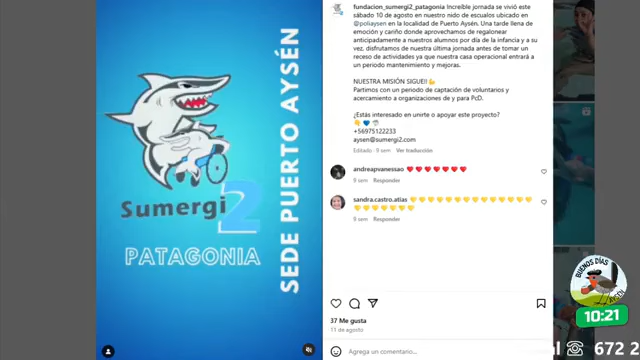 SEDE PUERTO AYSÉN
Sumergi2
PATAGONIA
fundacion_sumergi2_patagonia Increíble jornada se vivió este
sábado 10 de agosto en nuestro nido de escualos ubicado en
@poliaysen en la localidad de Puerto Aysén. Una tarde llena de
emoción y cariño donde aprovechamos de regalonear
anticipadamente a nuestros alumnos por día de la infancia y a su
vez, disfrutamos de nuestra última jornada antes de tomar un
receso de actividades ya que nuestra casa operacional entrará a
un periodo mantenimiento y mejoras.
NUESTRA MISIÓN SIGUE!! 💪
Partimos con un periodo de captación de voluntarios y
acercamiento a organizaciones de y para PcD.
¿Estás interesado en unirte o apoyar este proyecto?
+56975122233
aysen@sumergi2.com
Editado · 9 sem Ver traducción
andreapvanessao ❤️❤️❤️❤️❤️❤️❤️
9 sem Responder
sandra.castro.atias 💛💛💛💛💛💛💛💛💛💛💛💛💛💛
💛💛💛💛💛💛💛
9 sem Responder
37 Me gusta
11 de agosto
Agrega un comentario...
BUENOS DÍAS
AYSÉN
10:21
672 2